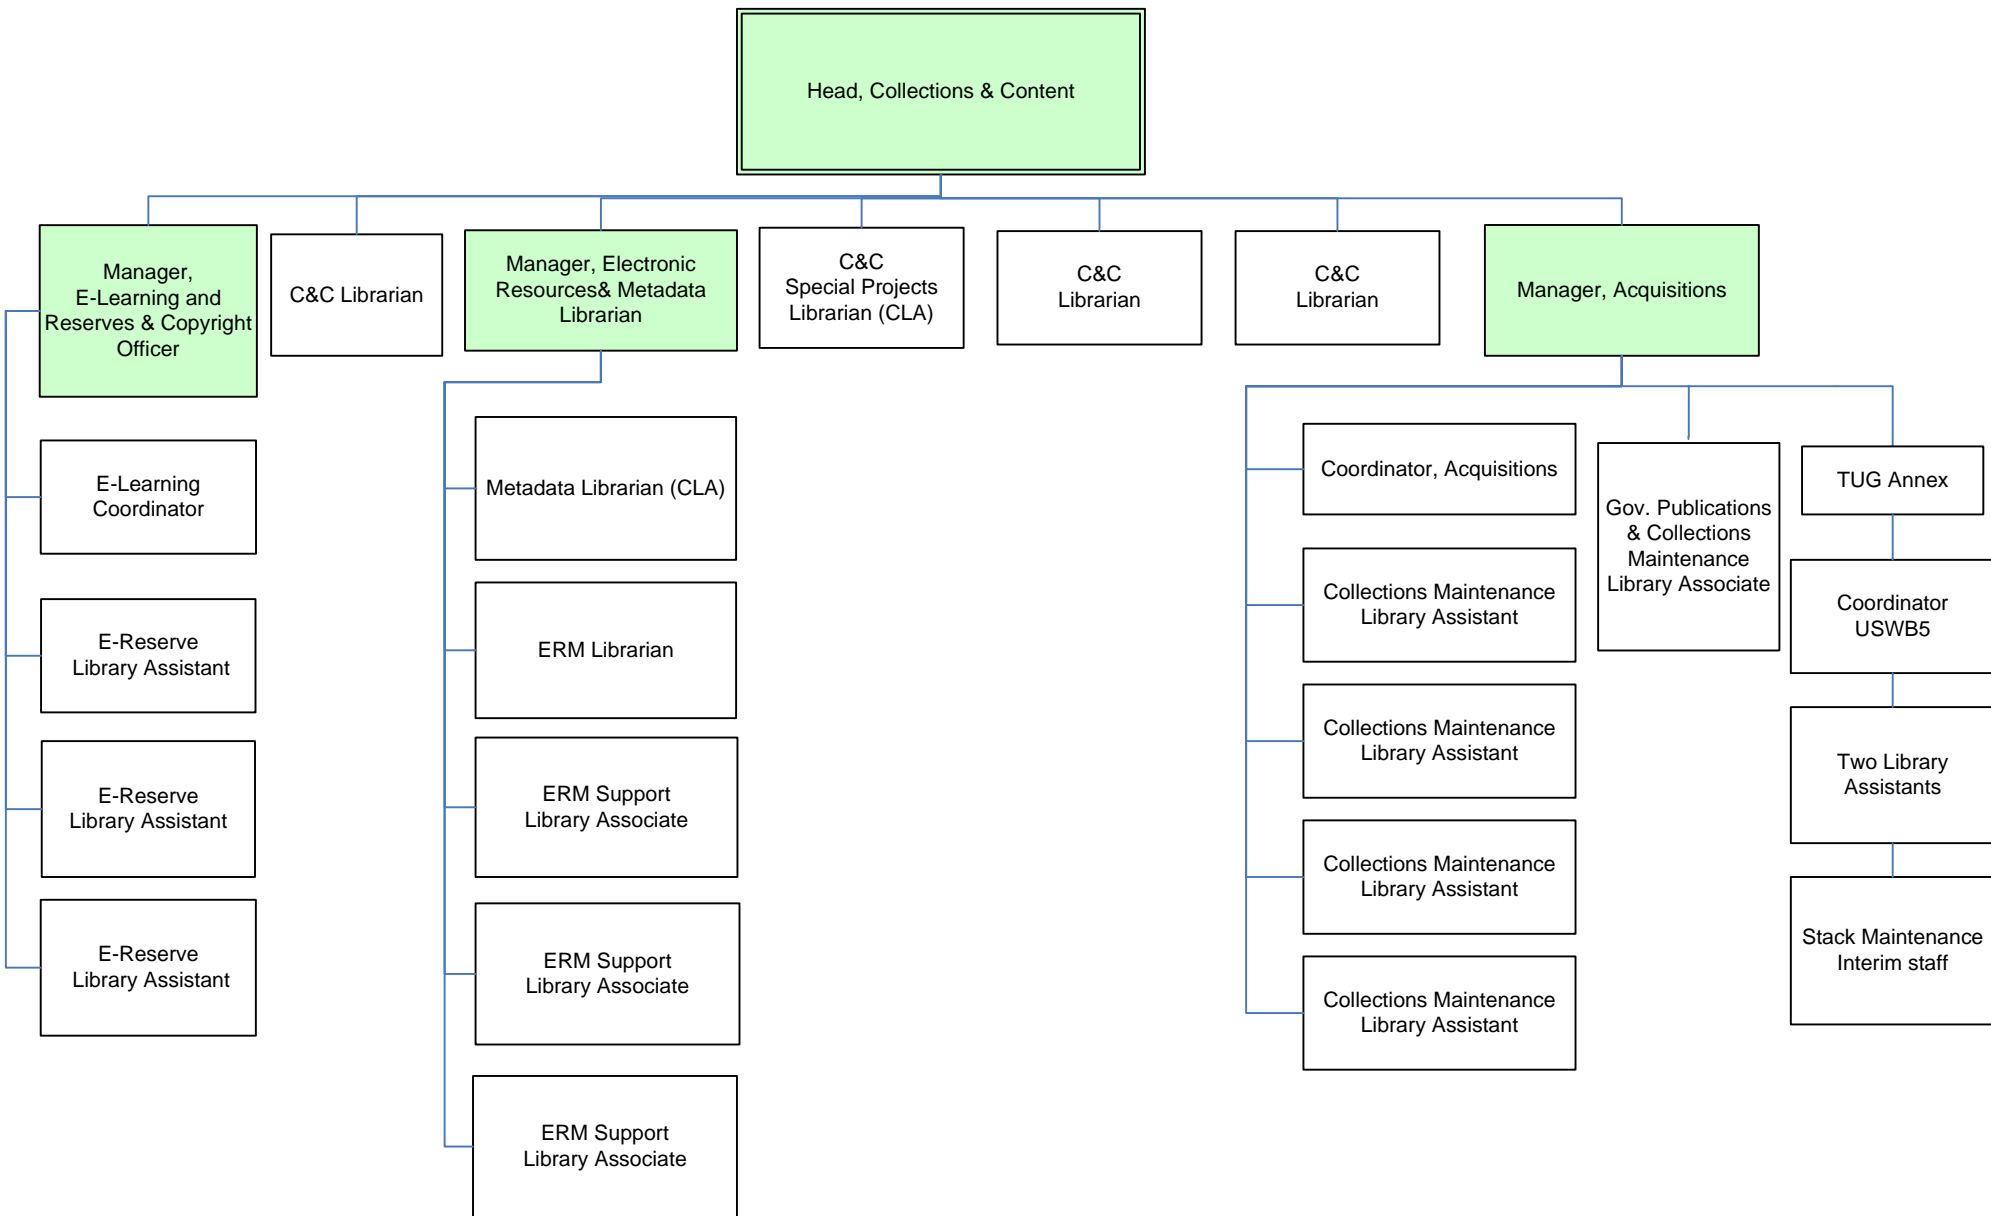 Head, Collections & Content
Manager,
E-Learning and
Reserves & Copyright
Officer
C&C Librarian
Manager, Electronic
Resources& Metadata
Librarian
C&C
Special Projects
Librarian (CLA)
C&C
Librarian
C&C
Librarian
Manager, Acquisitions
E-Learning
Coordinator
E-Reserve
Library Assistant
E-Reserve
Library Assistant
E-Reserve
Library Assistant
Metadata Librarian (CLA)
ERM Librarian
ERM Support
Library Associate
ERM Support
Library Associate
ERM Support
Library Associate
Coordinator, Acquisitions
Collections Maintenance
Library Assistant
Collections Maintenance
Library Assistant
Collections Maintenance
Library Assistant
Collections Maintenance
Library Assistant
Gov. Publications
& Collections
Maintenance
Library Associate
TUG Annex
Coordinator
USWB5
Two Library
Assistants
Stack Maintenance
Interim staff